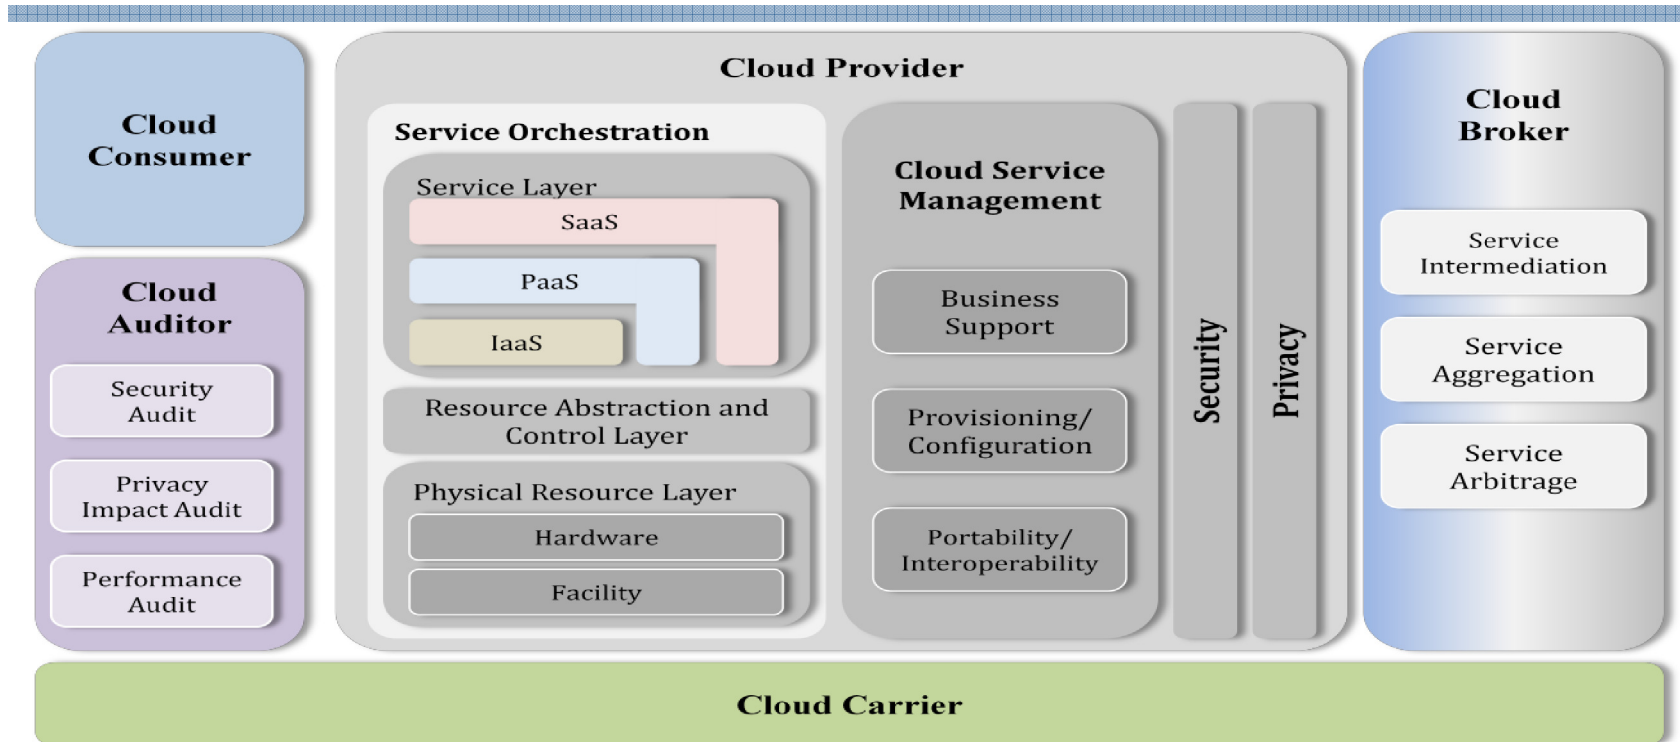 Cloud
Consumer
Cloud
Auditor
Security
Audit
Privacy
Impact Audit
Performance
Audit
Cloud Provider
Service Orchestration
Service Layer
SaaS
PaaS
IaaS
Resource Abstraction and
Control Layer
Physical Resource Layer
Hardware
Facility
Cloud Service
Management
Business
Support
Provisioning/
Configuration
Portability/
Interoperability
Security
Privacy
Cloud
Broker
Service
Intermediation
Service
Aggregation
Service
Arbitrage
Cloud Carrier